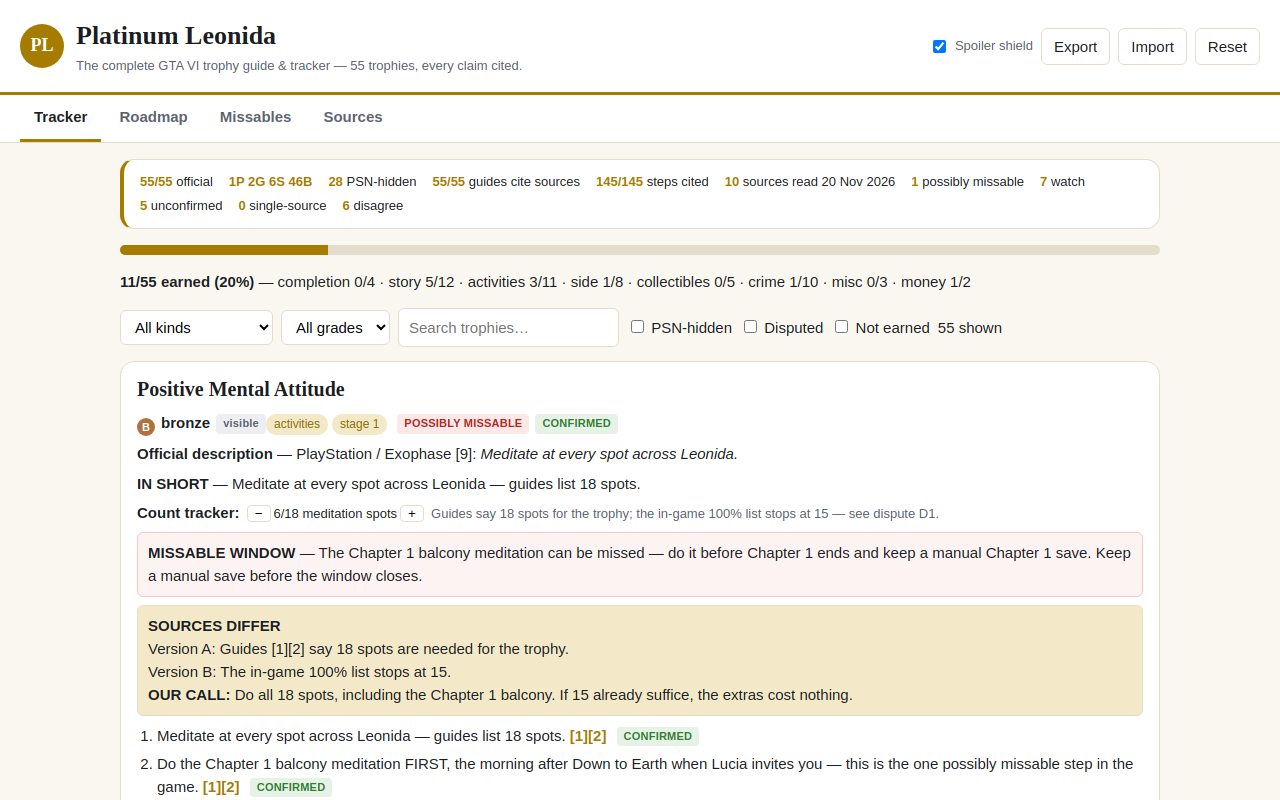 PL
Platinum Leonida
The complete GTA VI trophy guide & tracker — 55 trophies, every claim cited.
Spoiler shield Export Import Reset
Tracker Roadmap Missables Sources
55/55 official 1P 2G 6S 46B 28 PSN-hidden 55/55 guides cite sources 145/145 steps cited 10 sources read 20 Nov 2026 1 possibly missable 7 watch
5 unconfirmed 0 single-source 6 disagree
11/55 earned (20%) — completion 0/4 · story 5/12 · activities 3/11 · side 1/8 · collectibles 0/5 · crime 1/10 · misc 0/3 · money 1/2
All kinds All grades Search trophies… PSN-hidden Disputed Not earned 55 shown
Positive Mental Attitude
B bronze visible activities stage 1 POSSIBLY MISSABLE CONFIRMED
Official description — PlayStation / Exophase [9]: Meditate at every spot across Leonida.
IN SHORT — Meditate at every spot across Leonida — guides list 18 spots.
Count tracker: − 6/18 meditation spots + Guides say 18 spots for the trophy; the in-game 100% list stops at 15 — see dispute D1.
MISSABLE WINDOW — The Chapter 1 balcony meditation can be missed — do it before Chapter 1 ends and keep a manual Chapter 1 save. Keep
a manual save before the window closes.
SOURCES DIFFER
Version A: Guides [1][2] say 18 spots are needed for the trophy.
Version B: The in-game 100% list stops at 15.
OUR CALL: Do all 18 spots, including the Chapter 1 balcony. If 15 already suffice, the extras cost nothing.
1. Meditate at every spot across Leonida — guides list 18 spots. [1][2] CONFIRMED
2. Do the Chapter 1 balcony meditation FIRST, the morning after Down to Earth when Lucia invites you — this is the one possibly missable step in the
game. [1][2] CONFIRMED